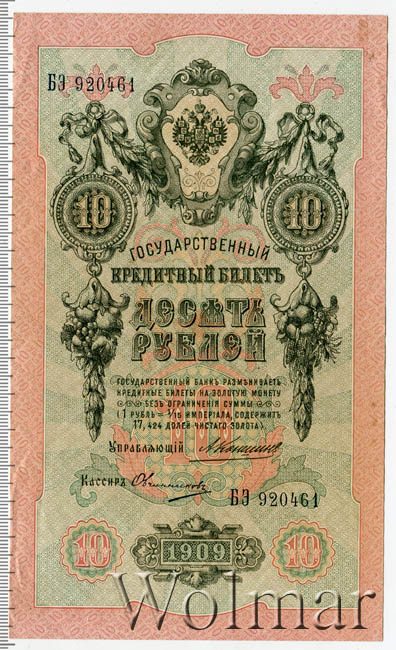 БЭ 920461
10 10
ГОСУДАРСТВЕННЫЙ
КРЕДИТНЫЙ БИЛЕТЪ
ДЕСЯТЬ
РУБЛЕЙ
ГОСУДАРСТВЕННЫЙ БАНКЪ РАЗМѢНИВАЕТЪ
КРЕДИТНЫЕ БИЛЕТЫ НА ЗОЛОТУЮ МОНЕТУ
БЕЗЪ ОГРАНИЧЕНІЯ СУММЫ
(1 РУБЛЬ = 1/15 ИМПЕРІАЛА, СОДЕРЖИТЪ
17,424 ДОЛЕЙ ЧИСТАГО ЗОЛОТА).
10
УПРАВЛЯЮЩІЙ
КАССИРЪ Овчинниковъ
БЭ 920461
10 1909 10
Wolmar